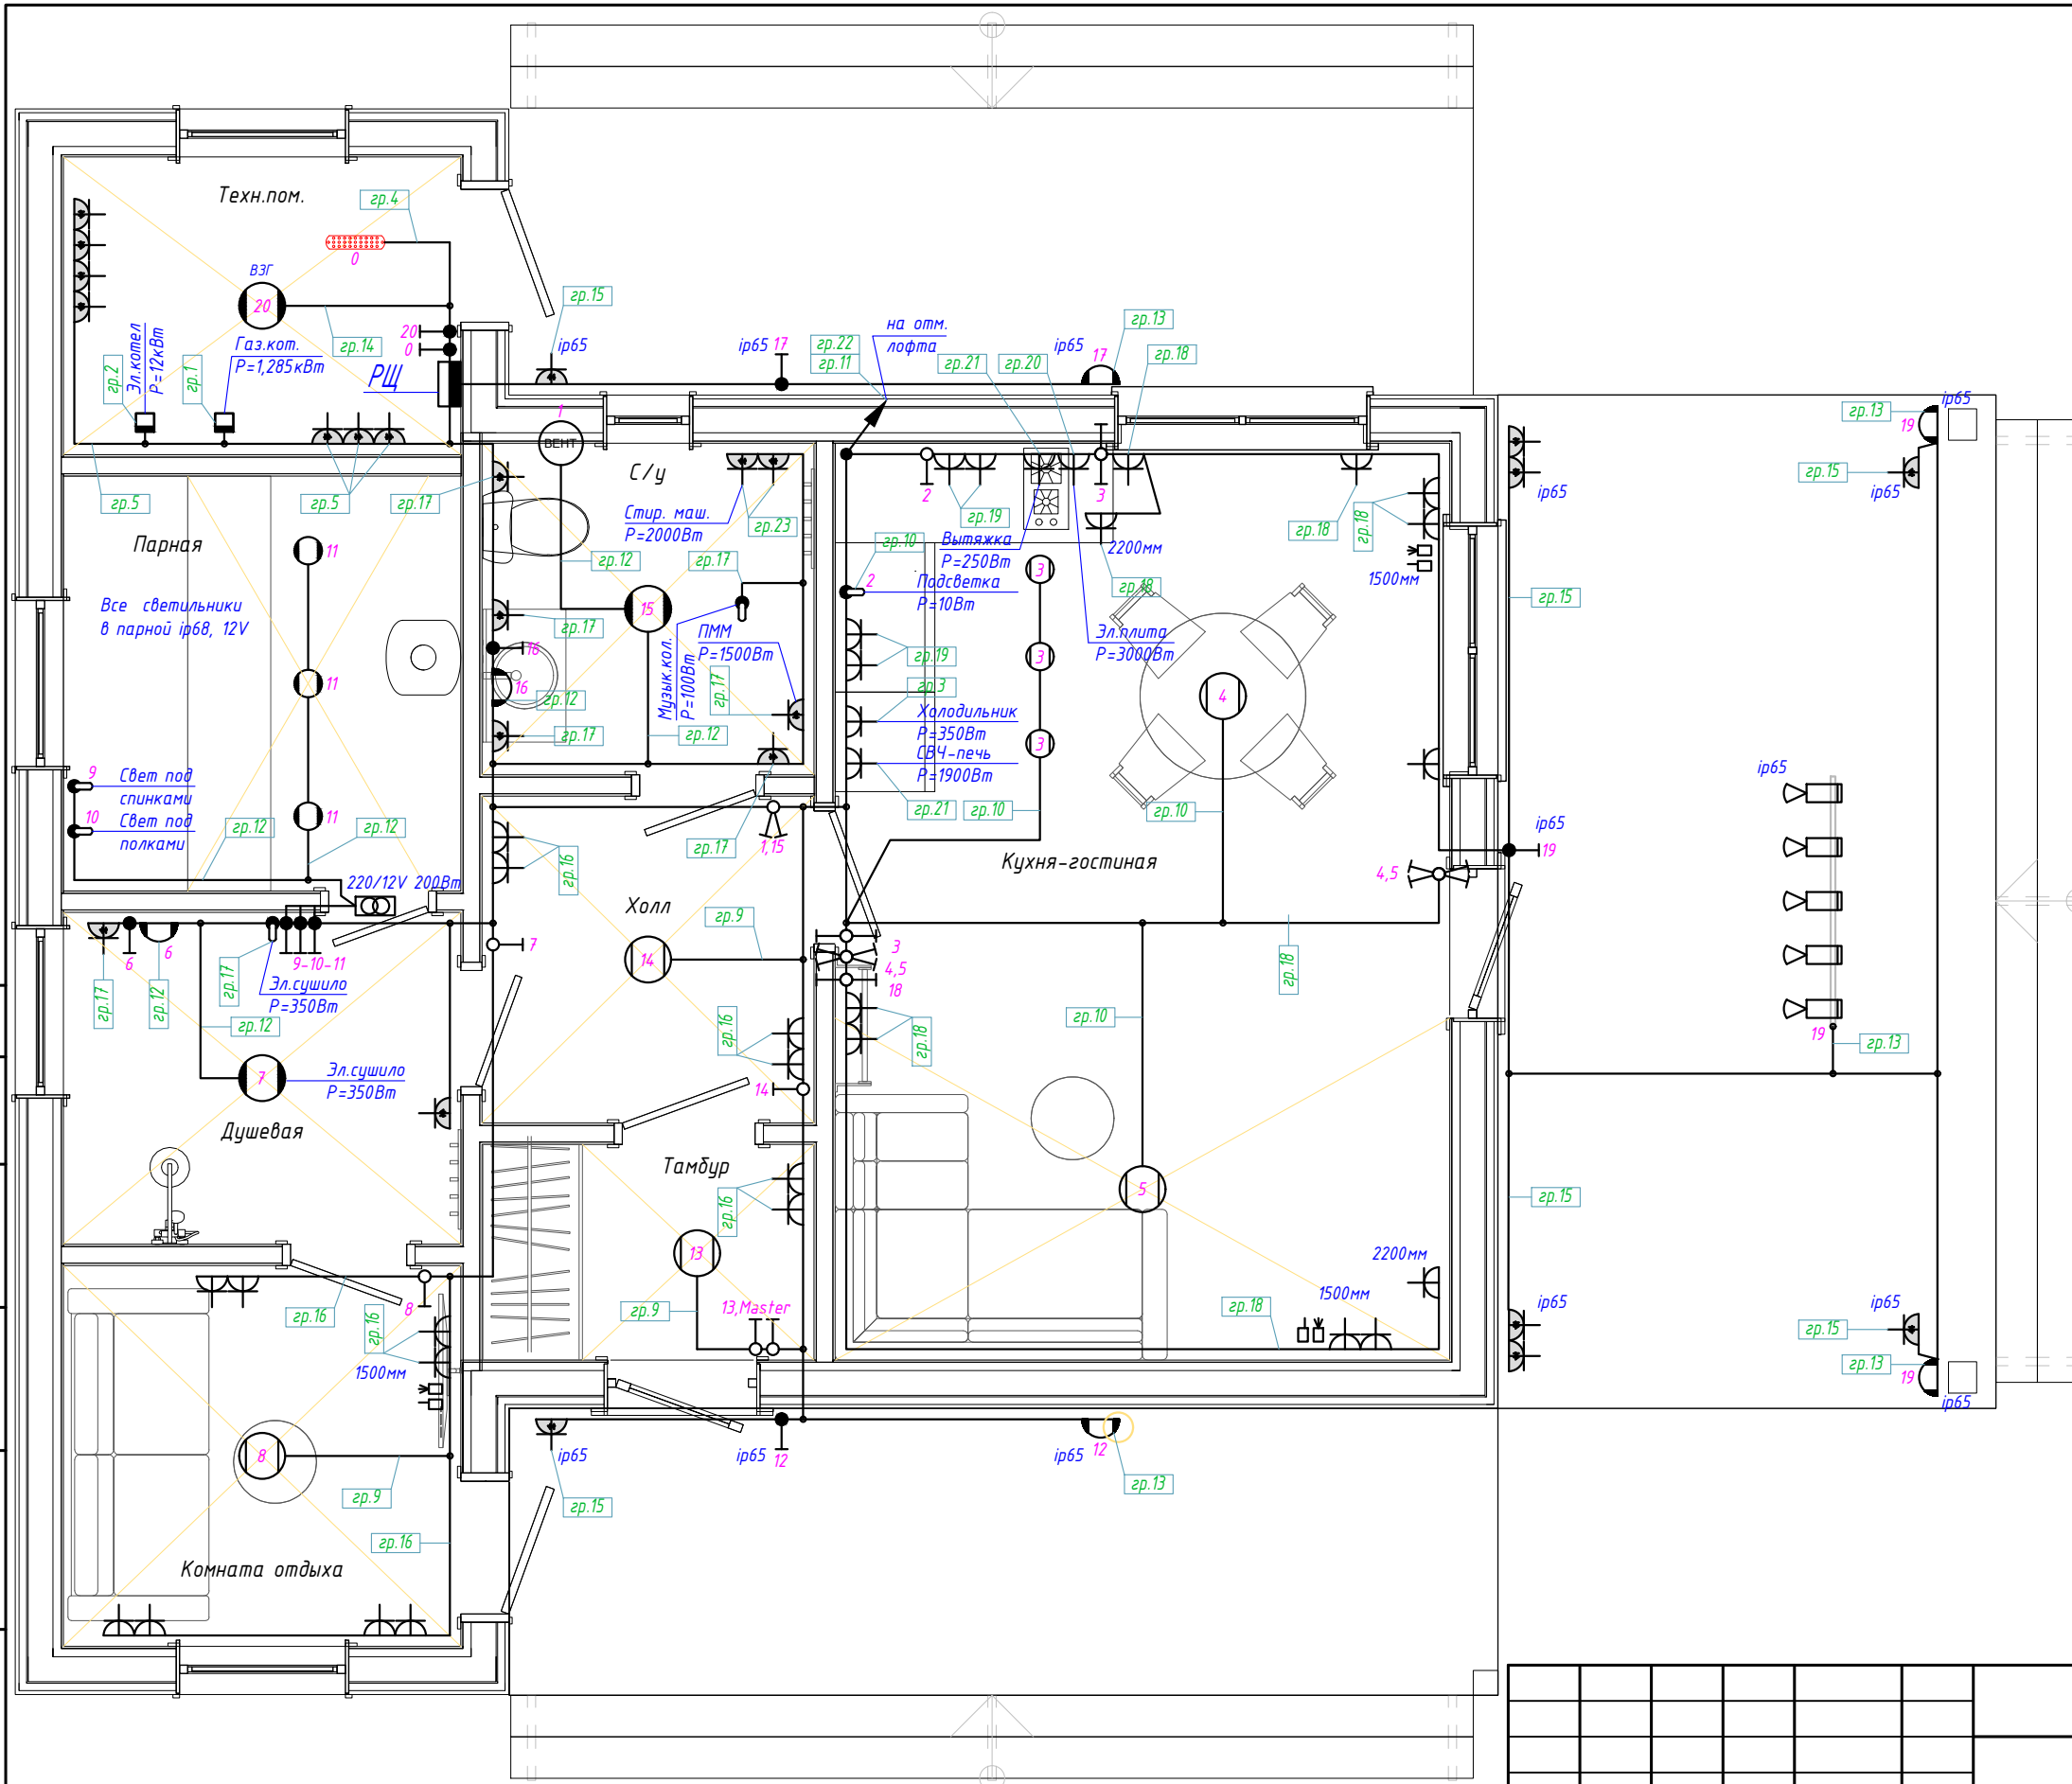 Техн.пом.
гр.4
0
ВЗГ
20
гр.14
20
0
Эл.котел
Р=12кВт
гр.2
гр.1
Газ.кот.
Р=1,285кВт
РЩ
гр.5
гр.5
гр.17
гр.15
ip65
ip65
17
гр.22
гр.11
на отм.
лофта
гр.21
гр.20
ip65
17
гр.13
гр.18
1
ВЕНТ
С/у
Стир. маш.
Р=2000Вт
гр.23
гр.12
гр.17
15
гр.17
16
16
гр.12
гр.17
Музык.кол.
Р=100Вт
ПММ
Р=1500Вт
гр.17
гр.12
гр.17
1,15
Парная
11
Все светильники
в парной ip68, 12V
11
11
9
Свет под
спинками
10
Свет под
полками
гр.12
гр.12
220/12V 200Вт
2
гр.19
3
Вытяжка
Р=250Вт
2200мм
гр.18
гр.18
гр.18
1500мм
гр.10
2
Подсветка
Р=10Вт
3
Эл.плита
Р=3000Вт
3
3
гр.19
гр.3
Холодильник
Р=350Вт
СВЧ-печь
Р=1900Вт
гр.21
гр.10
4
гр.10
Кухня-гостиная
4,5
ip65
19
3
4,5
18
гр.18
гр.10
гр.18
5
2200мм
1500мм
гр.18
Холл
гр.16
гр.9
7
14
гр.16
14
6
6
гр.17
гр.12
гр.17
9-10-11
Эл.сушило
Р=350Вт
гр.12
7
Эл.сушило
Р=350Вт
Душевая
Тамбур
гр.16
13
гр.9
13,Master
8
гр.16
гр.16
1500мм
8
гр.9
гр.16
Комната отдыха
ip65
гр.15
ip65
12
ip65
12
гр.13
ip65
гр.15
гр.13
19
ip65
гр.15
ip65
ip65
19
гр.13
гр.15
ip65
ip65
гр.15
гр.13
19
ip65